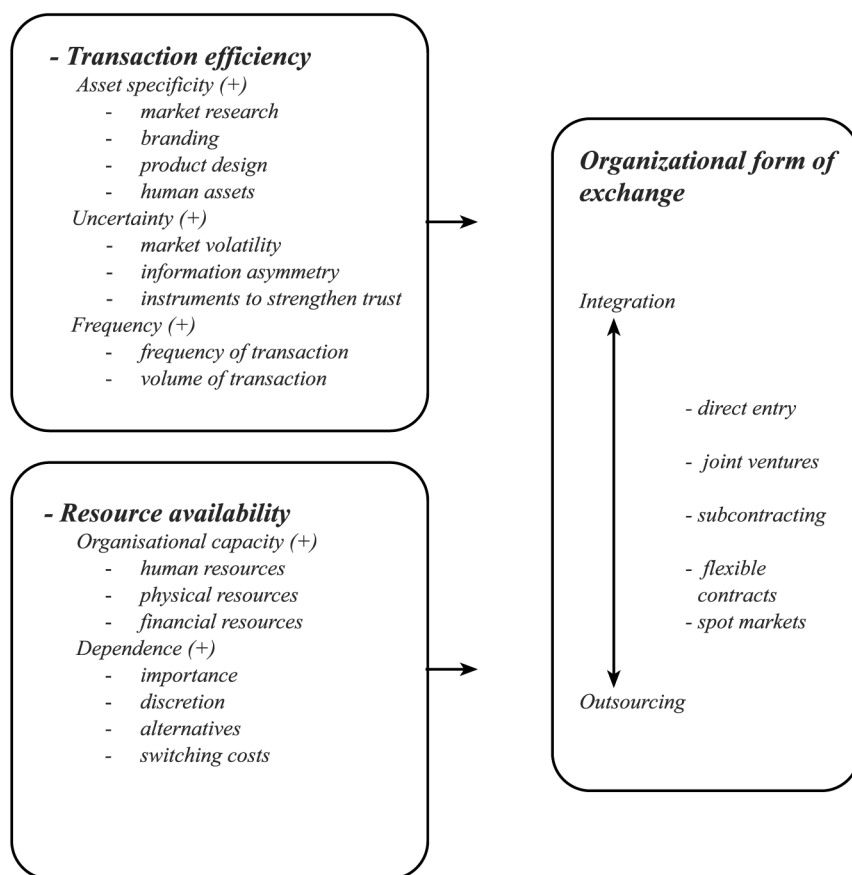 - Transaction efficiency
Asset specificity (+)
- market research
- branding
- product design
- human assets
Uncertainty (+)
- market volatility
- information asymmetry
- instruments to strengthen trust
Frequency (+)
- frequency of transaction
- volume of transaction
- Resource availability
Organisational capacity (+)
- human resources
- physical resources
- financial resources
Dependence (+)
- importance
- discretion
- alternatives
- switching costs
Organizational form of
exchange
Integration
- direct entry
- joint ventures
- subcontracting
- flexible
contracts
- spot markets
Outsourcing